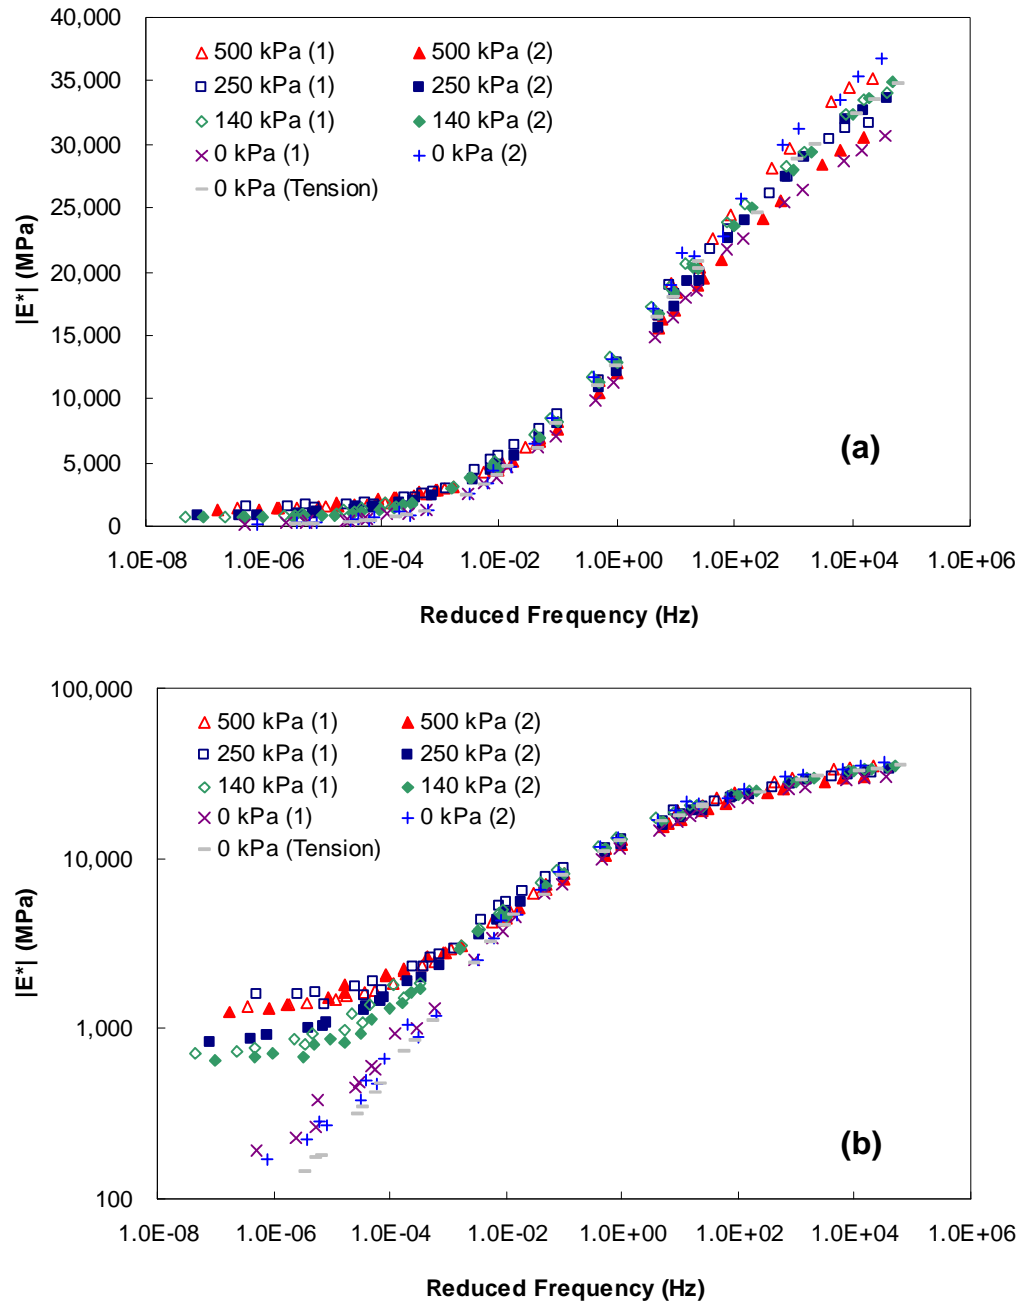 40,000
35,000
30,000
25,000
20,000
15,000
10,000
5,000
0
|E*| (MPa)
500 kPa (1) 500 kPa (2)
250 kPa (1) 250 kPa (2)
140 kPa (1) 140 kPa (2)
0 kPa (1) 0 kPa (2)
0 kPa (Tension)
(a)
1.0E-08 1.0E-06 1.0E-04 1.0E-02 1.0E+00 1.0E+02 1.0E+04 1.0E+06
Reduced Frequency (Hz)
100,000
10,000
1,000
100
|E*| (MPa)
500 kPa (1) 500 kPa (2)
250 kPa (1) 250 kPa (2)
140 kPa (1) 140 kPa (2)
0 kPa (1) 0 kPa (2)
0 kPa (Tension)
(b)
1.0E-08 1.0E-06 1.0E-04 1.0E-02 1.0E+00 1.0E+02 1.0E+04 1.0E+06
Reduced Frequency (Hz)